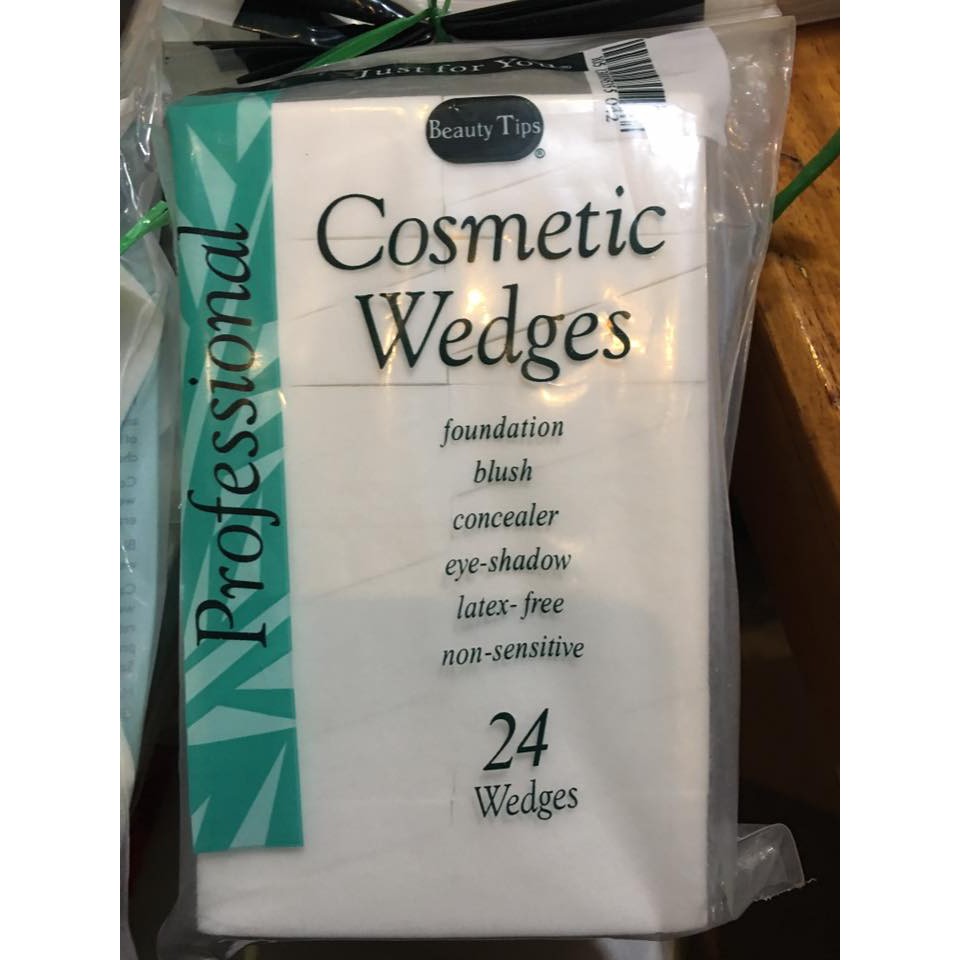 Just for You®
Beauty Tips®
Professional
Cosmetic
Wedges
foundation
blush
concealer
eye-shadow
latex-free
non-sensitive
24
Wedges